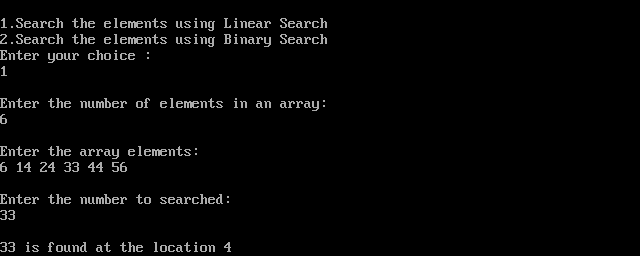 1.Search the elements using Linear Search
2.Search the elements using Binary Search
Enter your choice :
1
Enter the number of elements in an array:
6
Enter the array elements:
6 14 24 33 44 56
Enter the number to searched:
33
33 is found at the location 4